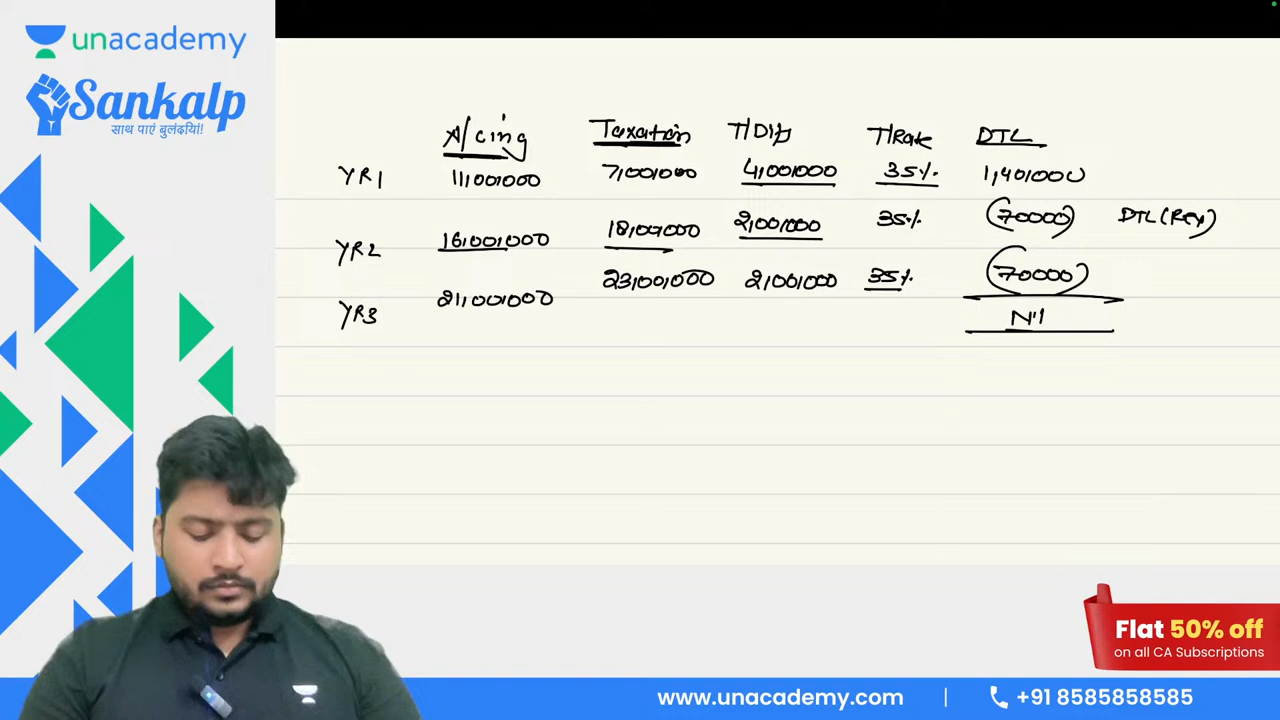 unacademy
Sankalp
साथ पाएं बुलंदियां!
A/cing Taxation T/Diff T/Rate DTL
YR1 11,00,000 7,00,000 4,00,000 35% 1,40,000
YR2 16,00,000 18,00,000 2,00,000 35% (70000) DTL (Rev)
YR3 21,00,000 23,00,000 2,00,000 35% (70000)
Nil
Flat 50% off
on all CA Subscriptions
www.unacademy.com | +91 8585858585